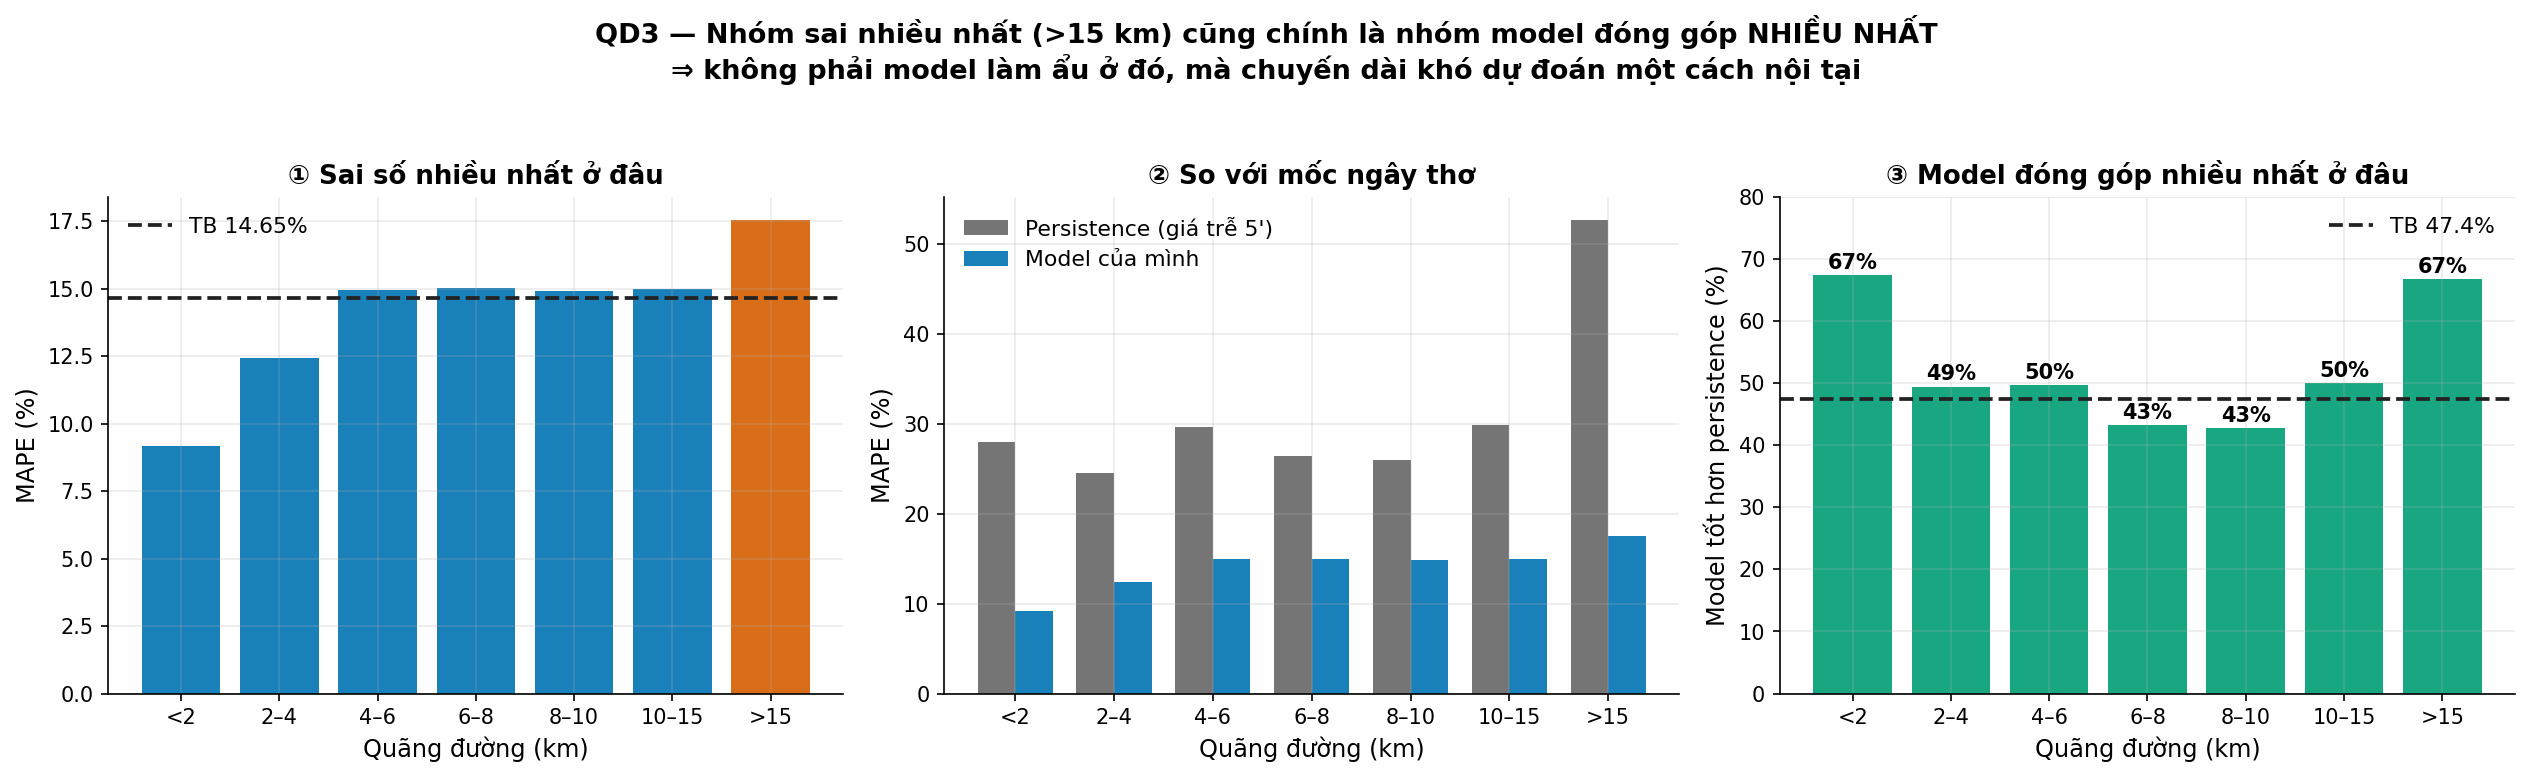 QD3 — Nhóm sai nhiều nhất (>15 km) cũng chính là nhóm model đóng góp NHIỀU NHẤT
⇒ không phải model làm ẩu ở đó, mà chuyến dài khó dự đoán một cách nội tại
① Sai số nhiều nhất ở đâu
TB 14.65%
MAPE (%)
17.5
15.0
12.5
10.0
7.5
5.0
2.5
0.0
<2 2–4 4–6 6–8 8–10 10–15 >15
Quãng đường (km)
② So với mốc ngây thơ
Persistence (giá trễ 5')
Model của mình
MAPE (%)
50
40
30
20
10
0
<2 2–4 4–6 6–8 8–10 10–15 >15
Quãng đường (km)
③ Model đóng góp nhiều nhất ở đâu
TB 47.4%
Model tốt hơn persistence (%)
80
70
60
50
40
30
20
10
0
67% 49% 50% 43% 43% 50% 67%
<2 2–4 4–6 6–8 8–10 10–15 >15
Quãng đường (km)